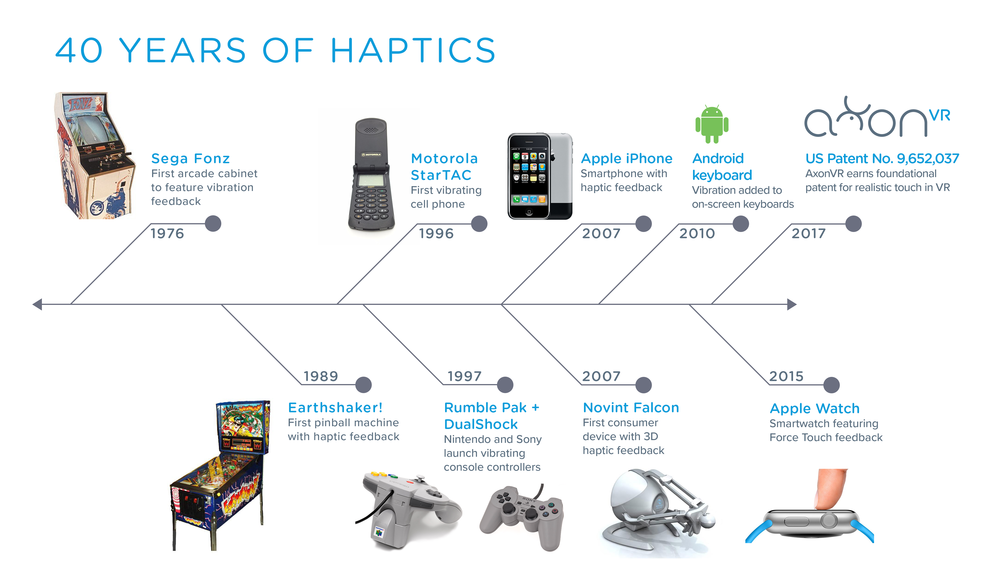 40 YEARS OF HAPTICS
Sega Fonz
First arcade cabinet
to feature vibration
feedback
1976
Motorola
StarTAC
First vibrating
cell phone
1996
Apple iPhone
Smartphone with
haptic feedback
2007
Android
keyboard
Vibration added to
on-screen keyboards
2010
axon VR
US Patent No. 9,652,037
AxonVR earns foundational
patent for realistic touch in VR
2017
1989
Earthshaker!
First pinball machine
with haptic feedback
1997
Rumble Pak +
DualShock
Nintendo and Sony
launch vibrating
console controllers
2007
Novint Falcon
First consumer
device with 3D
haptic feedback
2015
Apple Watch
Smartwatch featuring
Force Touch feedback